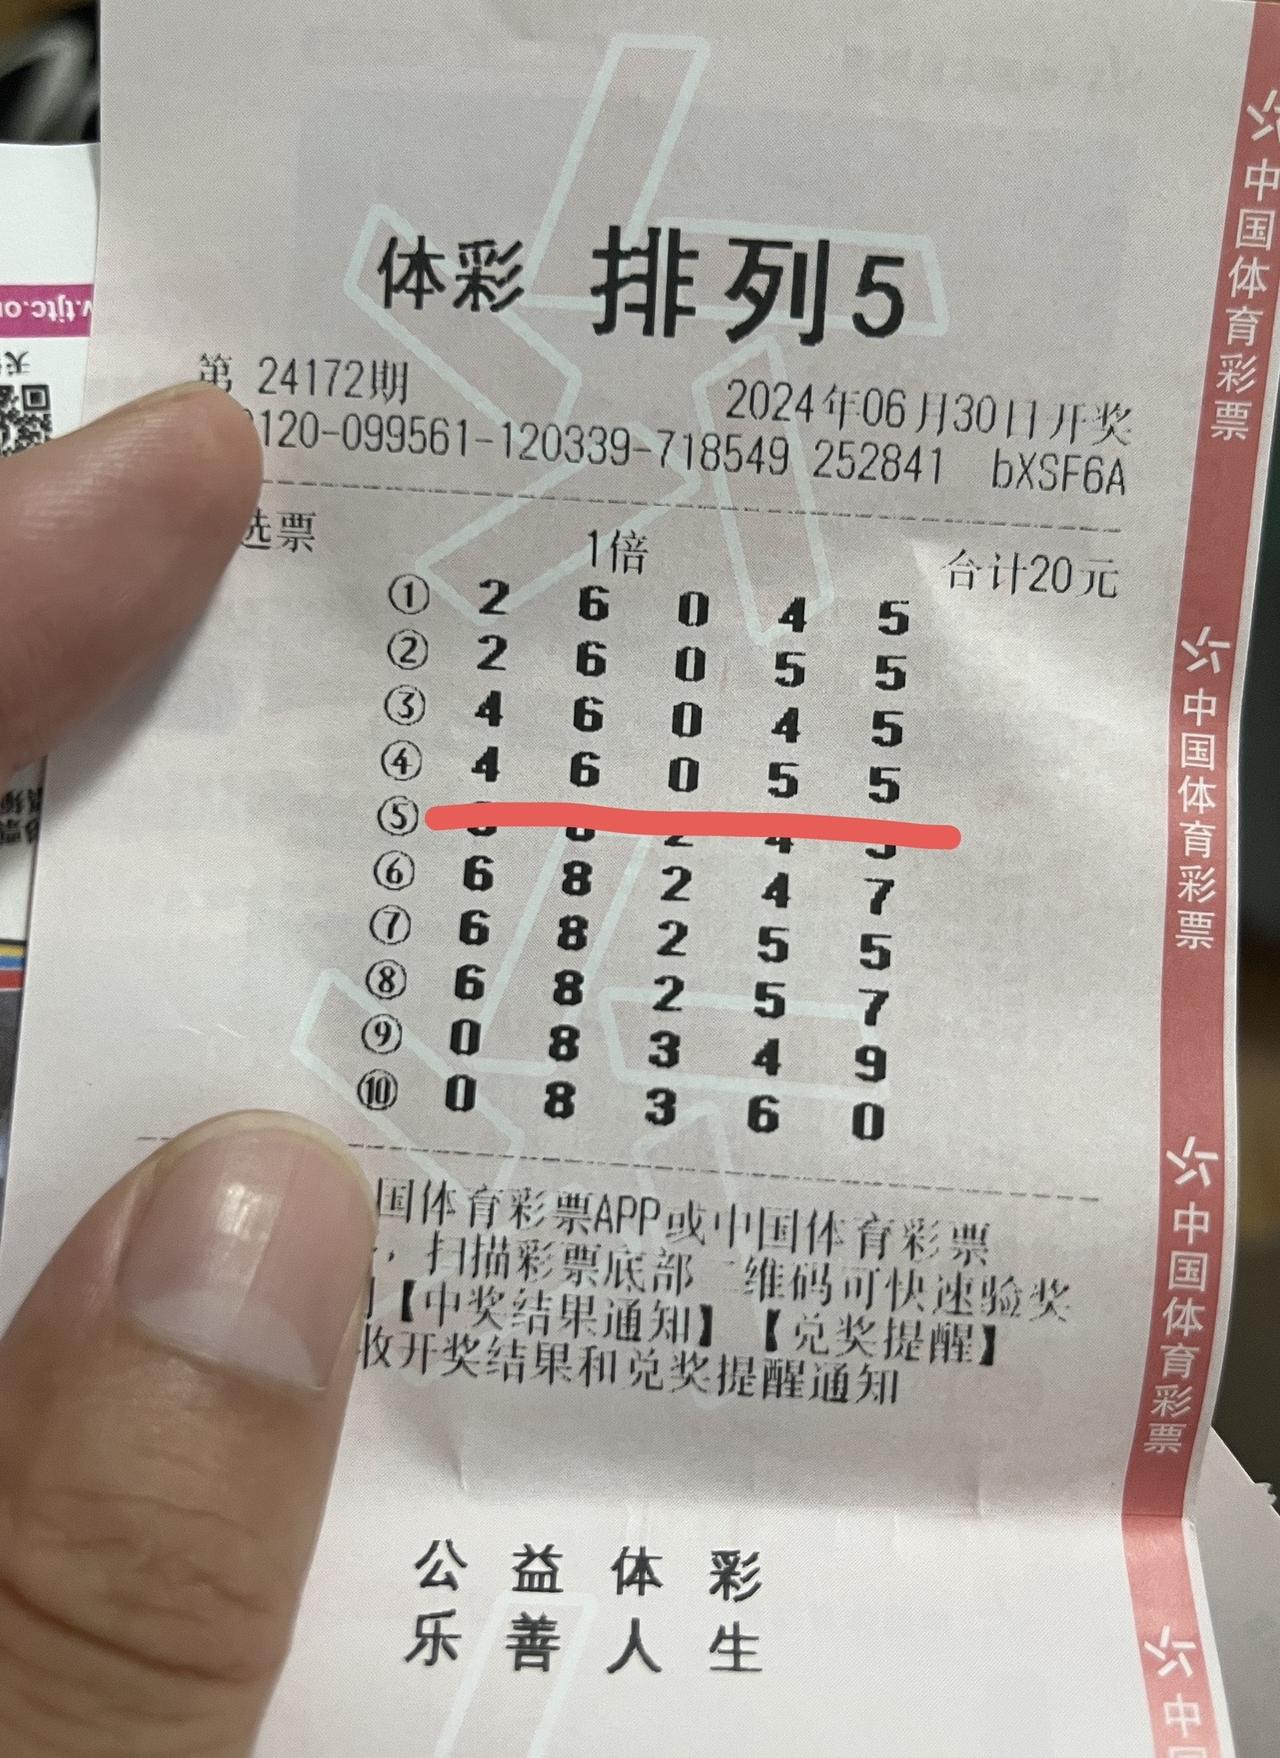 体彩 排列5
第 24172期 2024年06月30日开奖
0120-099561-120339-718549 252841 bXSF6A
选票 1倍 合计20元
① 2 6 0 4 5
② 2 6 0 5 5
③ 4 6 0 4 5
④ 4 6 0 5 5
⑤
⑥ 6 8 2 4 7
⑦ 6 8 2 5 5
⑧ 6 8 2 5 7
⑨ 0 8 3 4 9
⑩ 0 8 3 6 0
国体育彩票APP或中国体育彩票
,扫描彩票底部二维码可快速验奖
【中奖结果通知】【兑奖提醒】
收开奖结果和兑奖提醒通知
公益体彩
乐善人生
中国体育彩票
中国体育彩票
中国体育彩票
中